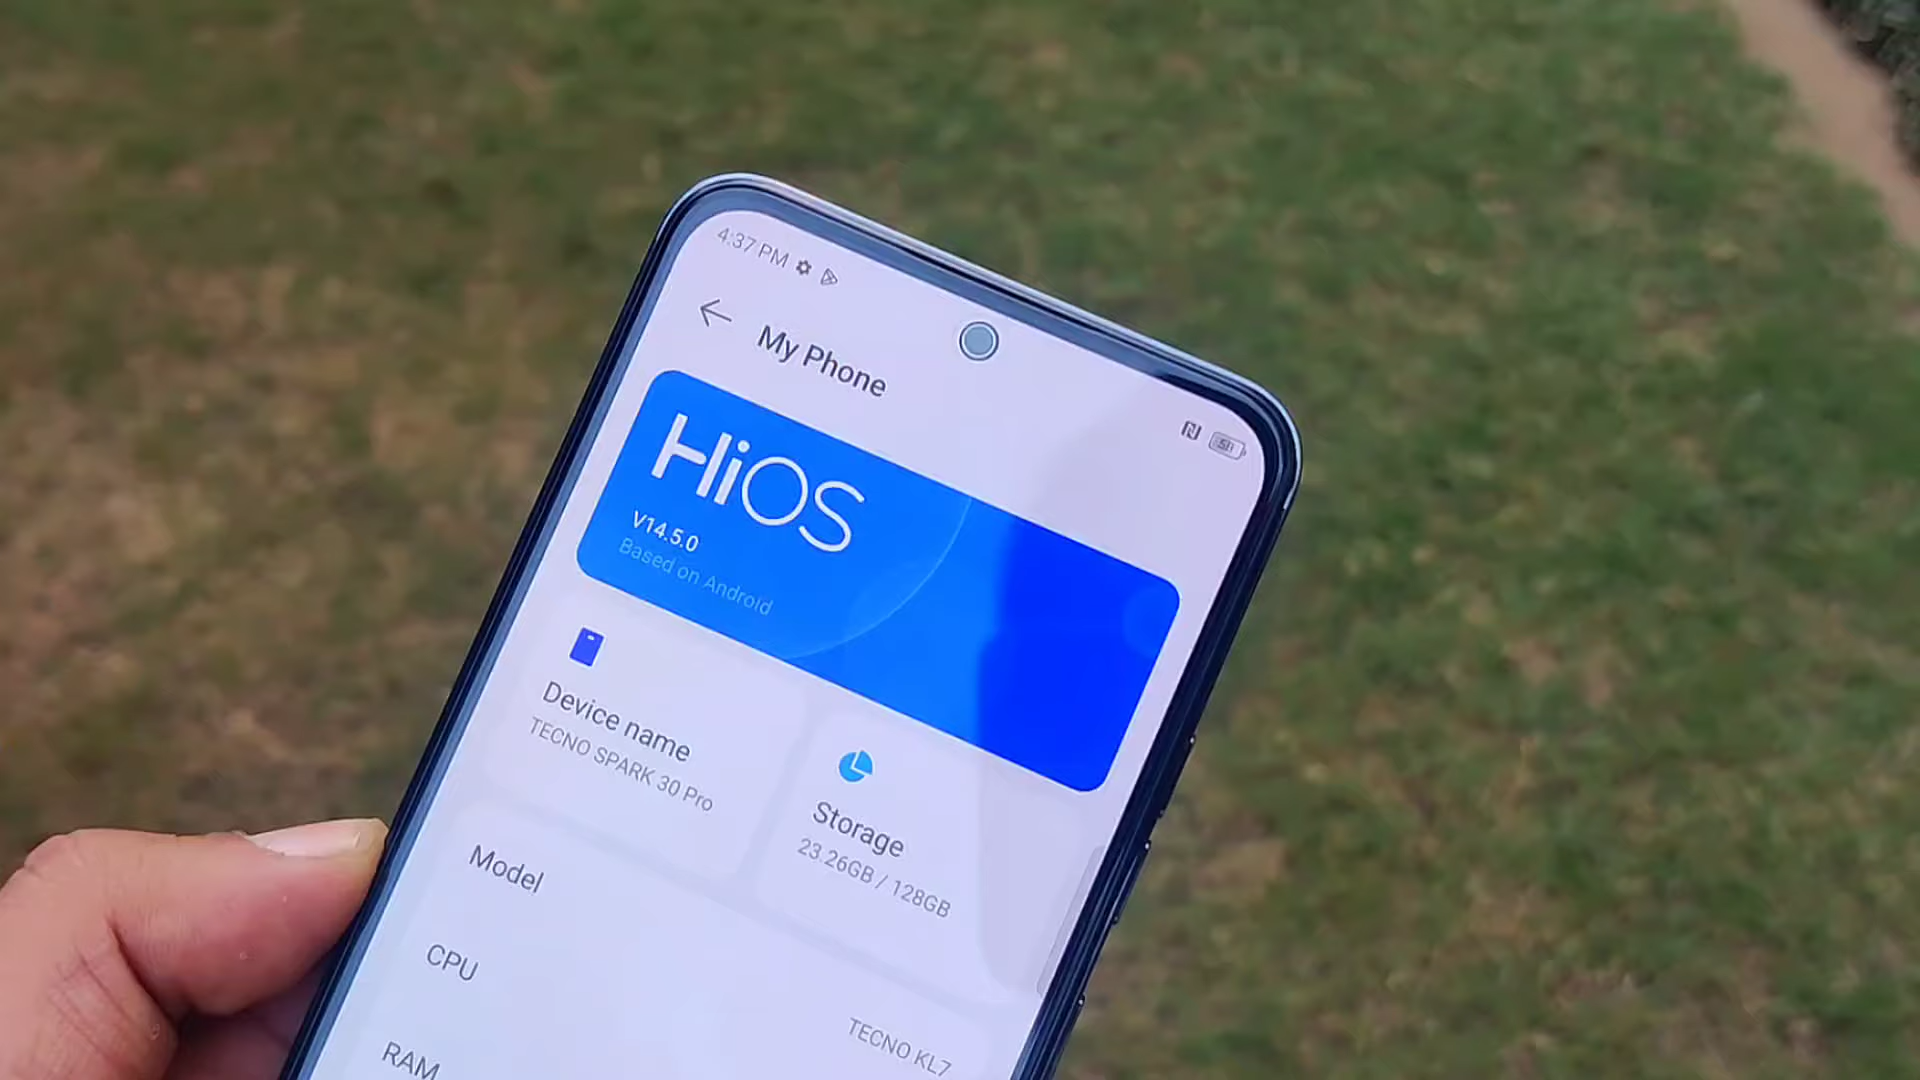 4:37 PM
My Phone
58
HiOS
V14.5.0
Based on Android
Device name
TECNO SPARK 30 Pro
Storage
23.26GB / 128GB
Model
TECNO KL7
CPU
RAM